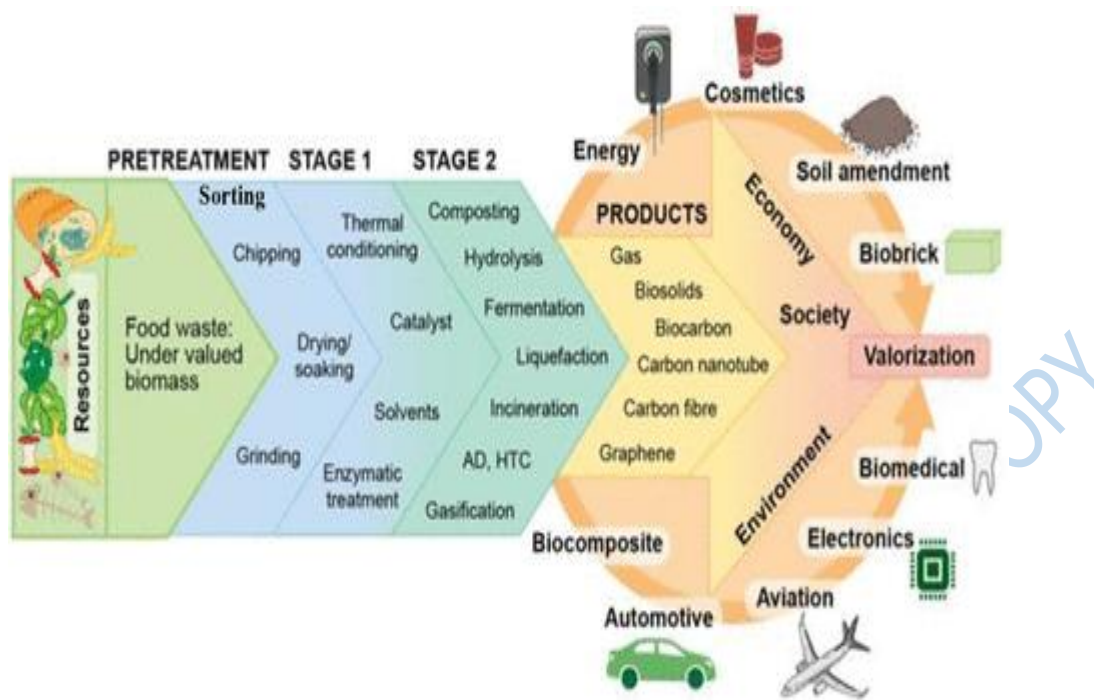 PRETREATMENT
STAGE 1
STAGE 2
Resources
Food waste:
Under valued
biomass
Sorting
Chipping
Drying/
soaking
Grinding
Thermal
conditioning
Catalyst
Solvents
Enzymatic
treatment
Composting
Hydrolysis
Fermentation
Liquefaction
Incineration
AD, HTC
Gasification
PRODUCTS
Gas
Biosolids
Biocarbon
Carbon nanotube
Carbon fibre
Graphene
Economy
Society
Environment
Energy
Cosmetics
Soil amendment
Biobrick
Valorization
Biomedical
Electronics
Aviation
Automotive
Biocomposite
OPY